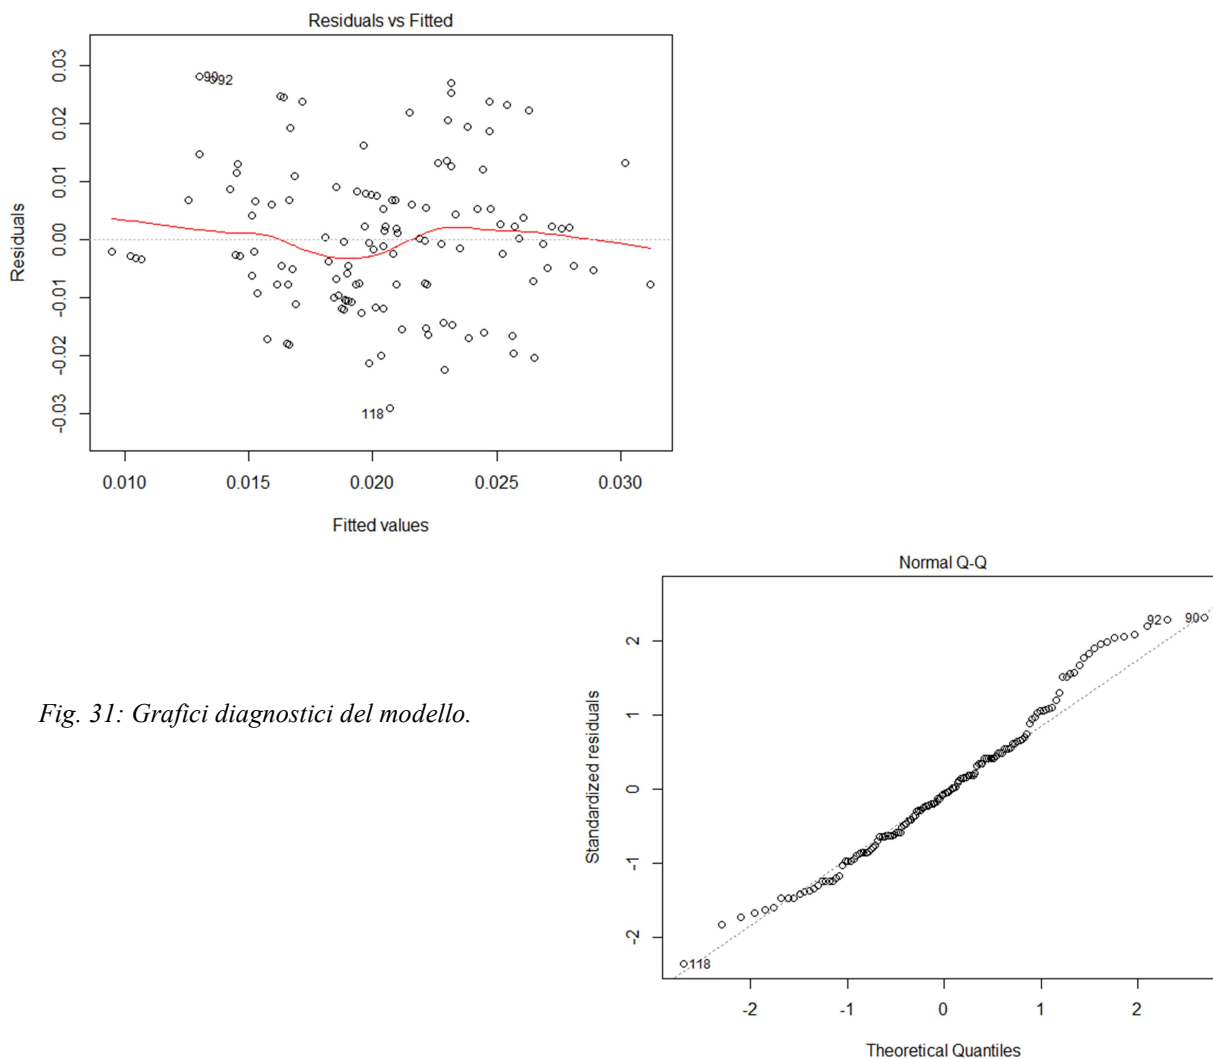 Residuals vs Fitted
0.03
0.02
0.01
0.00
-0.01
-0.02
-0.03
Residuals
90
92
118
0.010 0.015 0.020 0.025 0.030
Fitted values
Normal Q-Q
Fig. 31: Grafici diagnostici del modello.
2
1
0
-1
-2
Standardized residuals
92
90
118
-2 -1 0 1 2
Theoretical Quantiles